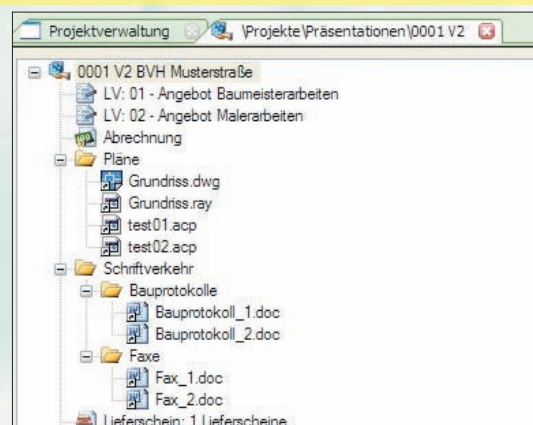 Projektverwaltung \Projekte\Präsentationen\0001 V2
0001 V2 BVH Musterstraße
LV: 01 - Angebot Baumeisterarbeiten
LV: 02 - Angebot Malerarbeiten
Abrechnung
Pläne
Grundriss.dwg
Grundriss.ray
test01.acp
test02.acp
Schriftverkehr
Bauprotokolle
Bauprotokoll_1.doc
Bauprotokoll_2.doc
Faxe
Fax_1.doc
Fax_2.doc
Lieferschein: 1 Lieferscheine